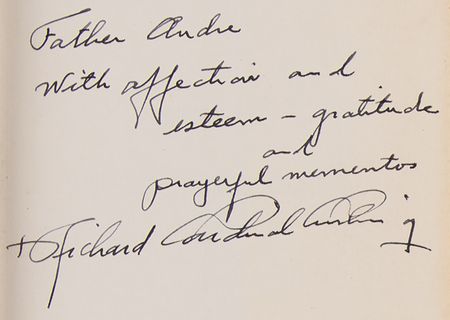 Father Andre
With affection and
esteem – gratitude
and
prayerful mementos
+ Richard Cardinal Cushing